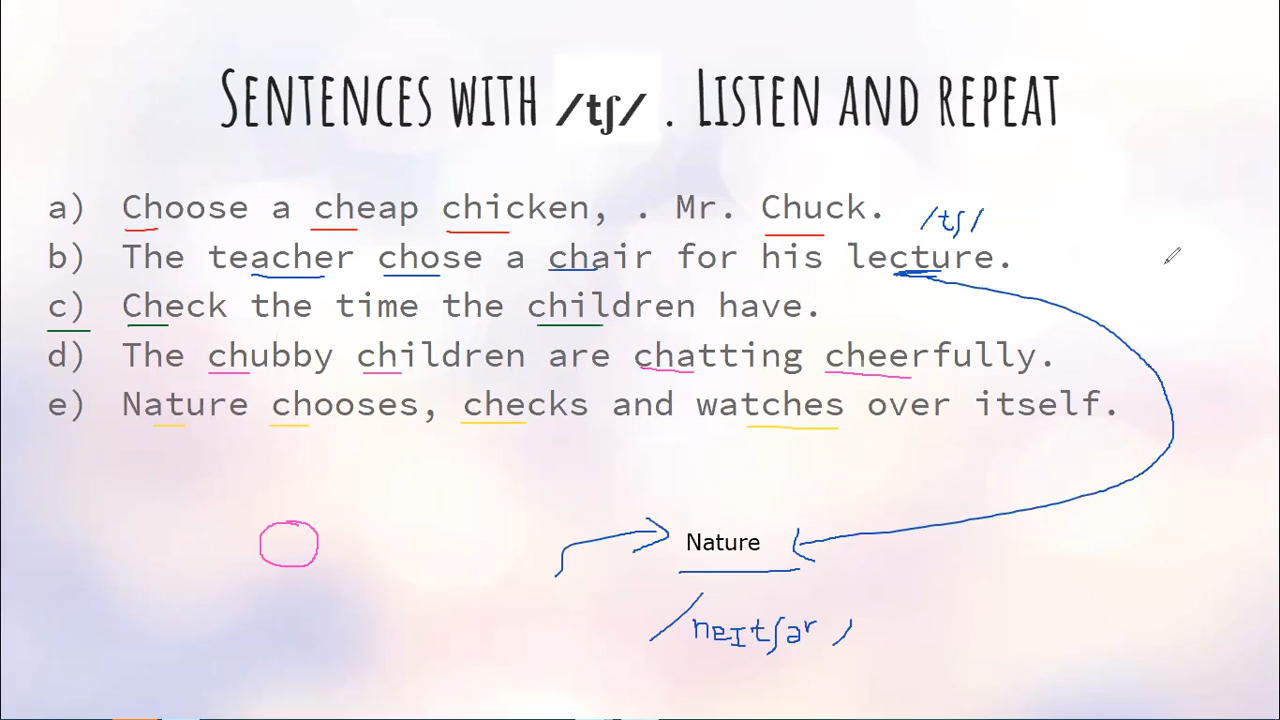 Sentences with /tʃ/ . Listen and repeat
a) Choose a cheap chicken, . Mr. Chuck.
/tʃ/
b) The teacher chose a chair for his lecture.
c) Check the time the children have.
d) The chubby children are chatting cheerfully.
e) Nature chooses, checks and watches over itself.
Nature
/neɪtʃər/